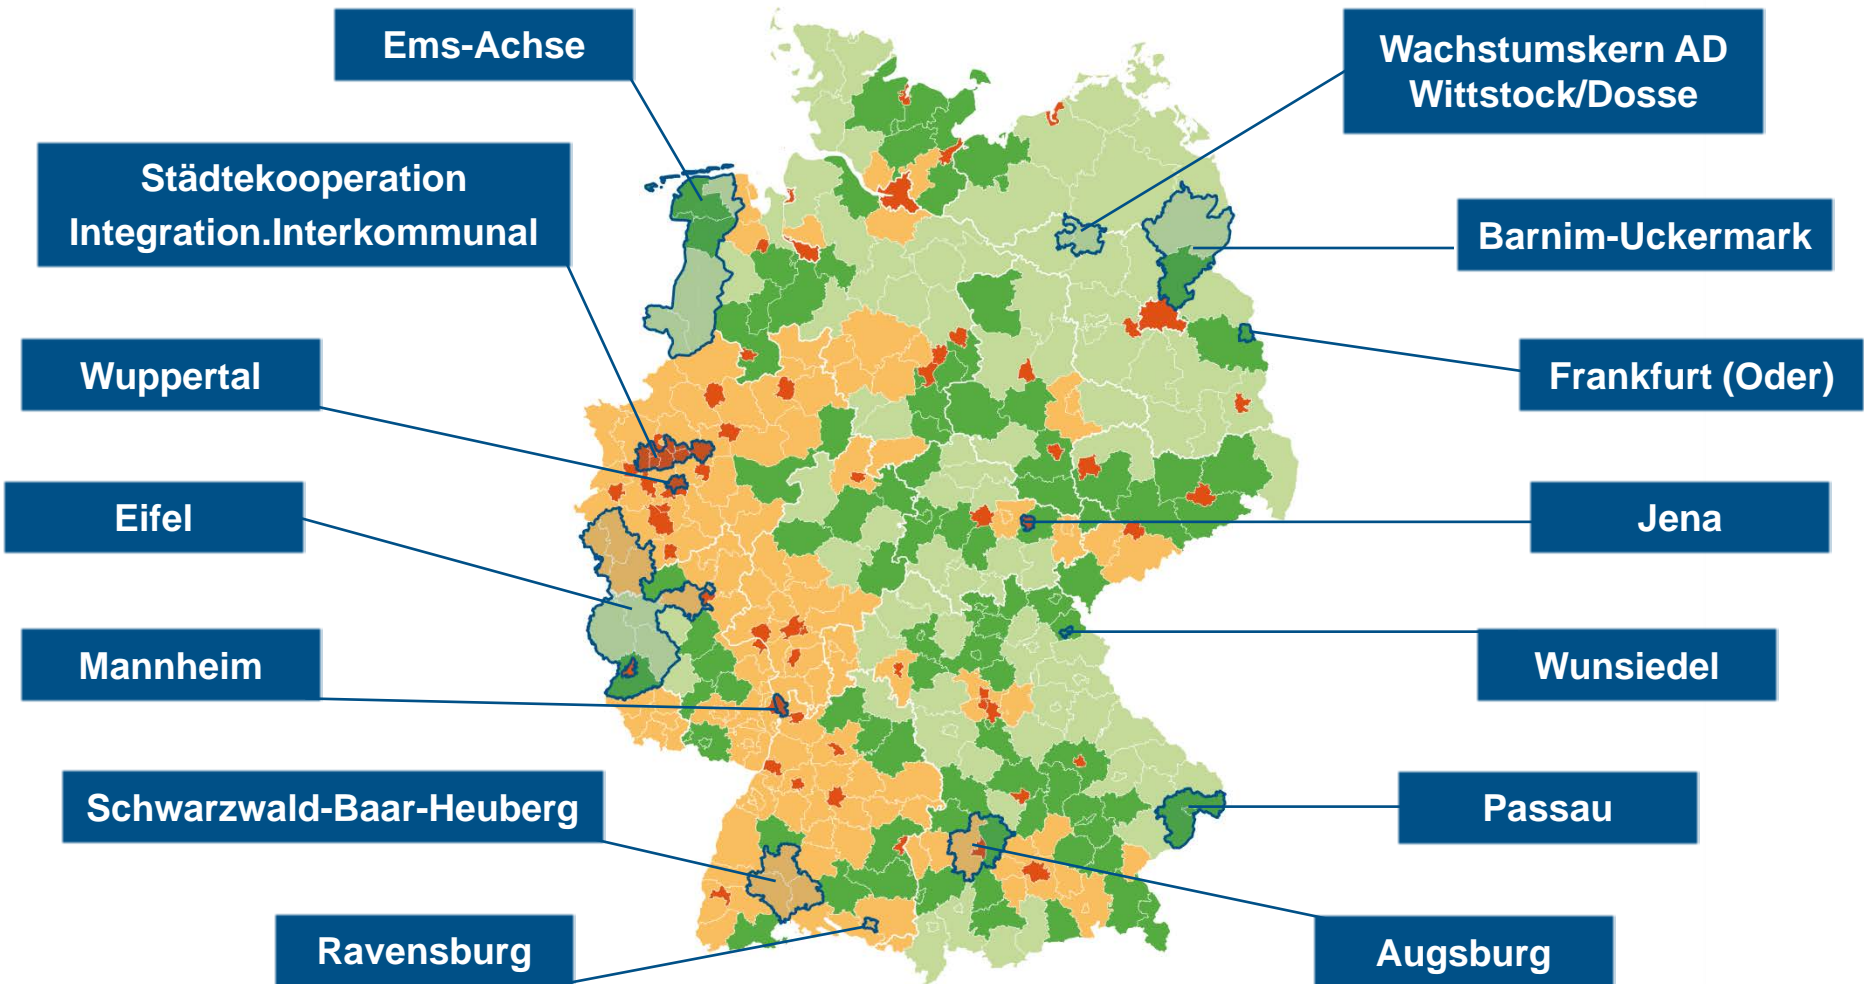 Ems-Achse
Städtekooperation
Integration.Interkommunal
Wuppertal
Eifel
Mannheim
Schwarzwald-Baar-Heuberg
Ravensburg
Wachstumskern AD
Wittstock/Dosse
Barnim-Uckermark
Frankfurt (Oder)
Jena
Wunsiedel
Passau
Augsburg